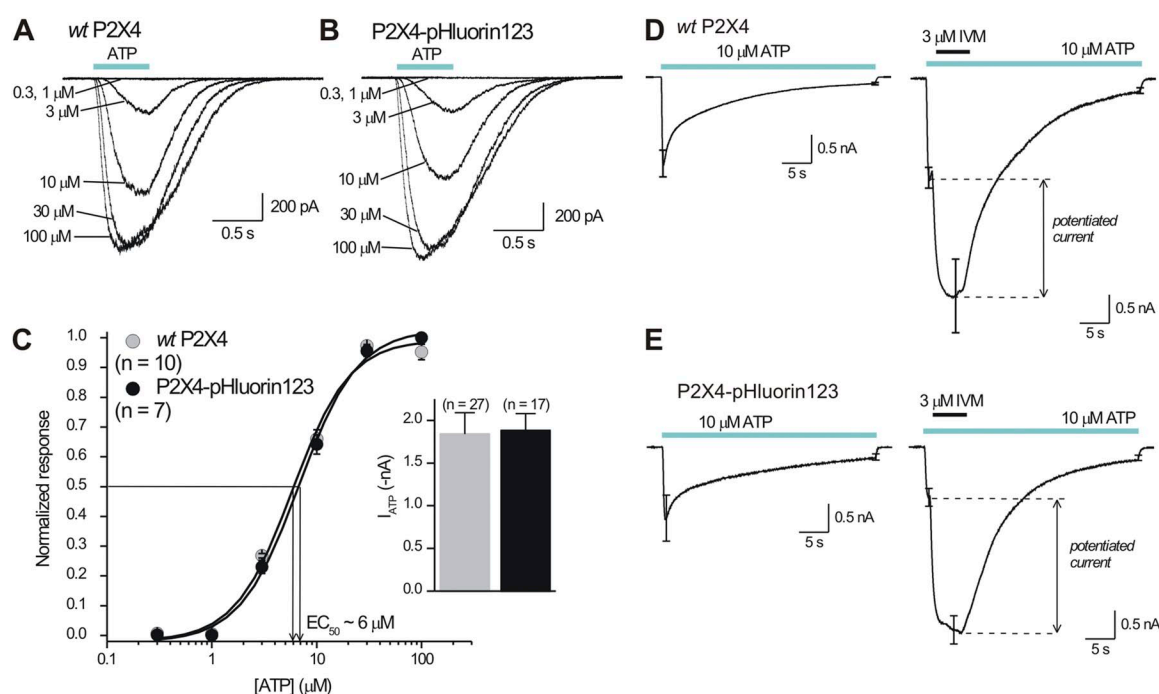 A
wt P2X4
ATP
0.3, 1 µM
3 µM
10 µM
30 µM
100 µM
200 pA
0.5 s
B
P2X4-pHluorin123
ATP
0.3, 1 µM
3 µM
10 µM
30 µM
100 µM
200 pA
0.5 s
C
wt P2X4
(n = 10)
P2X4-pHluorin123
(n = 7)
Normalized response
1.0
0.9
0.8
0.7
0.6
0.5
0.4
0.3
0.2
0.1
0.0
0.1
1
10
100
[ATP] (µM)
EC50 ~ 6 µM
(n = 27)
(n = 17)
IATP (-nA)
2.0
1.6
1.2
0.8
0.4
0.0
D
wt P2X4
10 µM ATP
0.5 nA
5 s
3 µM IVM
10 µM ATP
potentiated
current
0.5 nA
5 s
E
P2X4-pHluorin123
10 µM ATP
0.5 nA
5 s
3 µM IVM
10 µM ATP
potentiated
current
0.5 nA
5 s